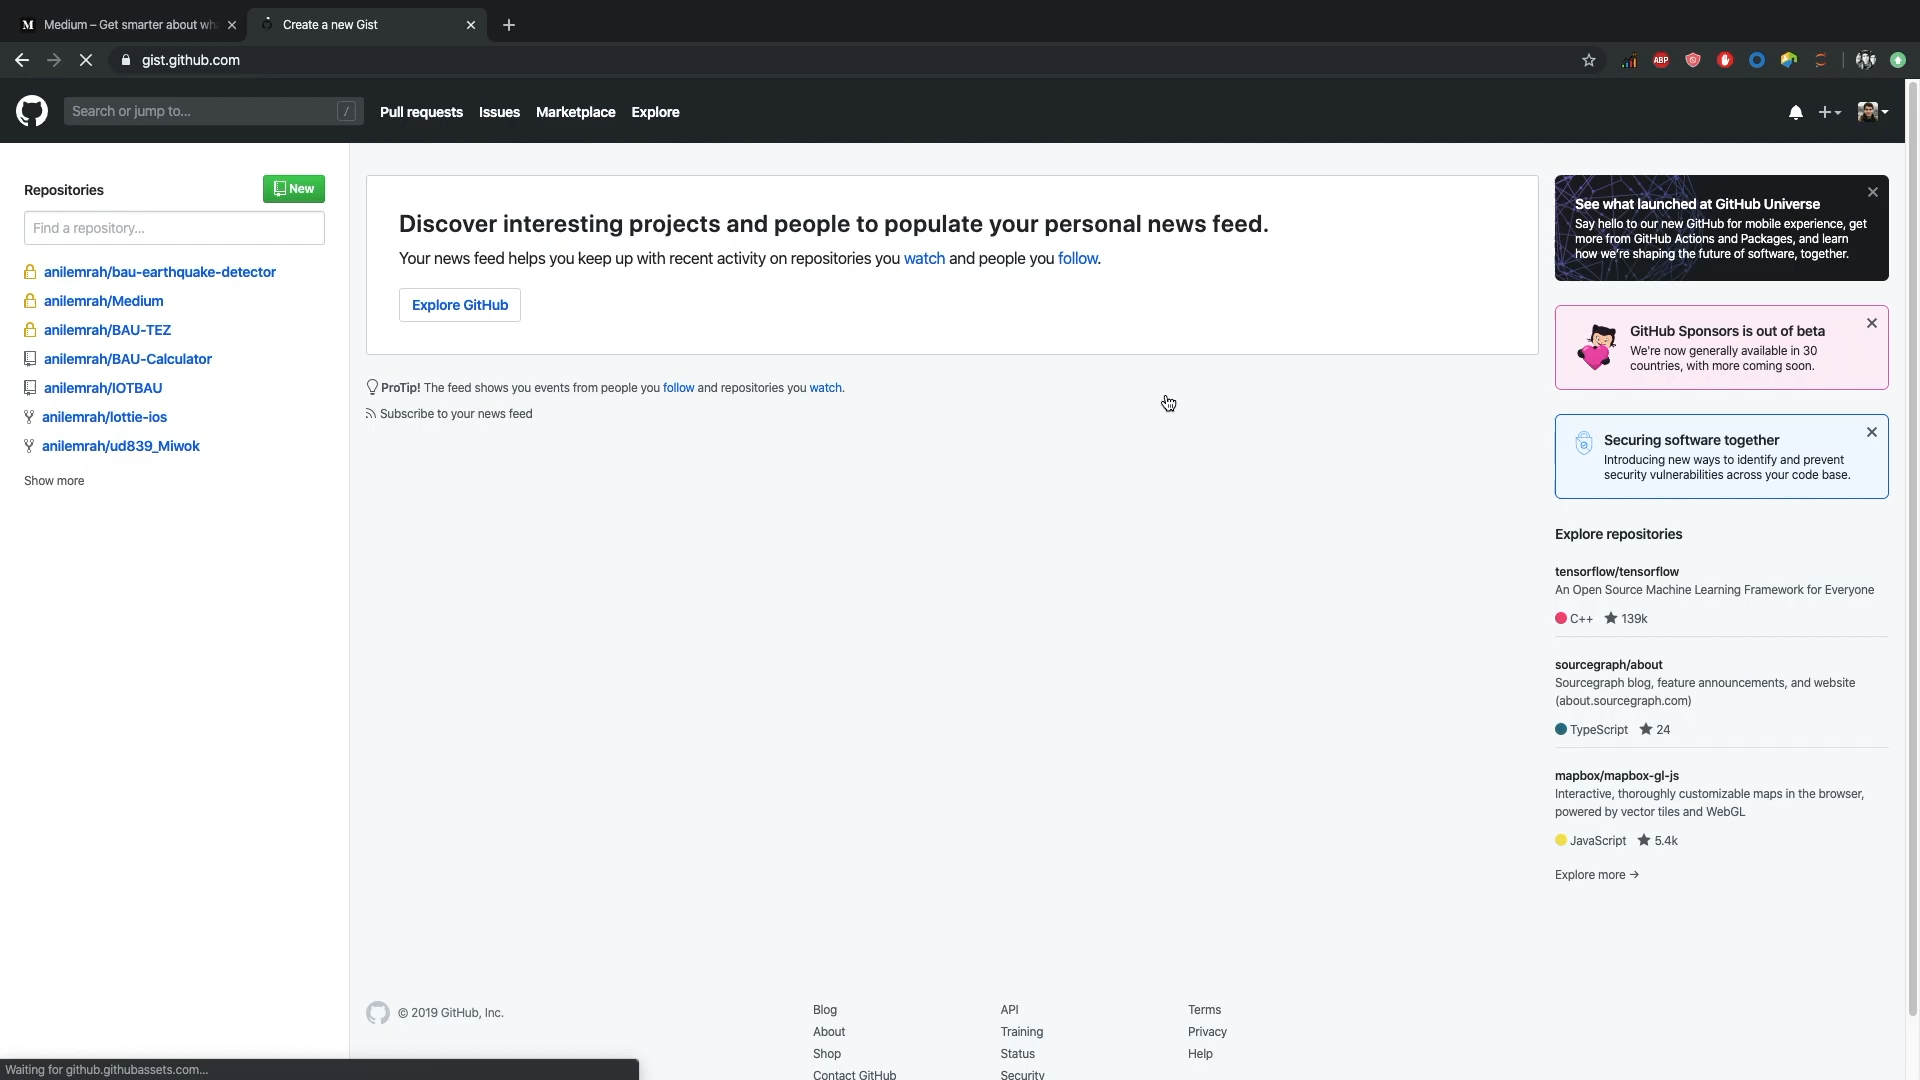 M Medium – Get smarter about wh
Create a new Gist
gist.github.com
ABP
Search or jump to...
/
Pull requests
Issues
Marketplace
Explore
Repositories
New
Find a repository...
anilemrah/bau-earthquake-detector
anilemrah/Medium
anilemrah/BAU-TEZ
anilemrah/BAU-Calculator
anilemrah/IOTBAU
anilemrah/lottie-ios
anilemrah/ud839_Miwok
Show more
Discover interesting projects and people to populate your personal news feed.
Your news feed helps you keep up with recent activity on repositories you watch and people you follow.
Explore GitHub
ProTip! The feed shows you events from people you follow and repositories you watch.
Subscribe to your news feed
See what launched at GitHub Universe
Say hello to our new GitHub for mobile experience, get
more from GitHub Actions and Packages, and learn
how we're shaping the future of software, together.
GitHub Sponsors is out of beta
We're now generally available in 30
countries, with more coming soon.
Securing software together
Introducing new ways to identify and prevent
security vulnerabilities across your code base.
Explore repositories
tensorflow/tensorflow
An Open Source Machine Learning Framework for Everyone
C++ 139k
sourcegraph/about
Sourcegraph blog, feature announcements, and website
(about.sourcegraph.com)
TypeScript 24
mapbox/mapbox-gl-js
Interactive, thoroughly customizable maps in the browser,
powered by vector tiles and WebGL
JavaScript 5.4k
Explore more →
© 2019 GitHub, Inc.
Blog
About
Shop
Contact GitHub
API
Training
Status
Security
Terms
Privacy
Help
Waiting for github.githubassets.com...